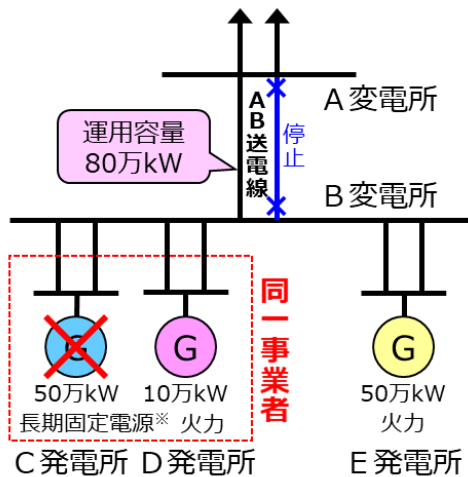 A変電所
AB送電線
停止
運用容量
80万kW
B変電所
同一事業者
G
G
G
50万kW
10万kW
50万kW
長期固定電源※
火力
火力
C発電所
D発電所
E発電所